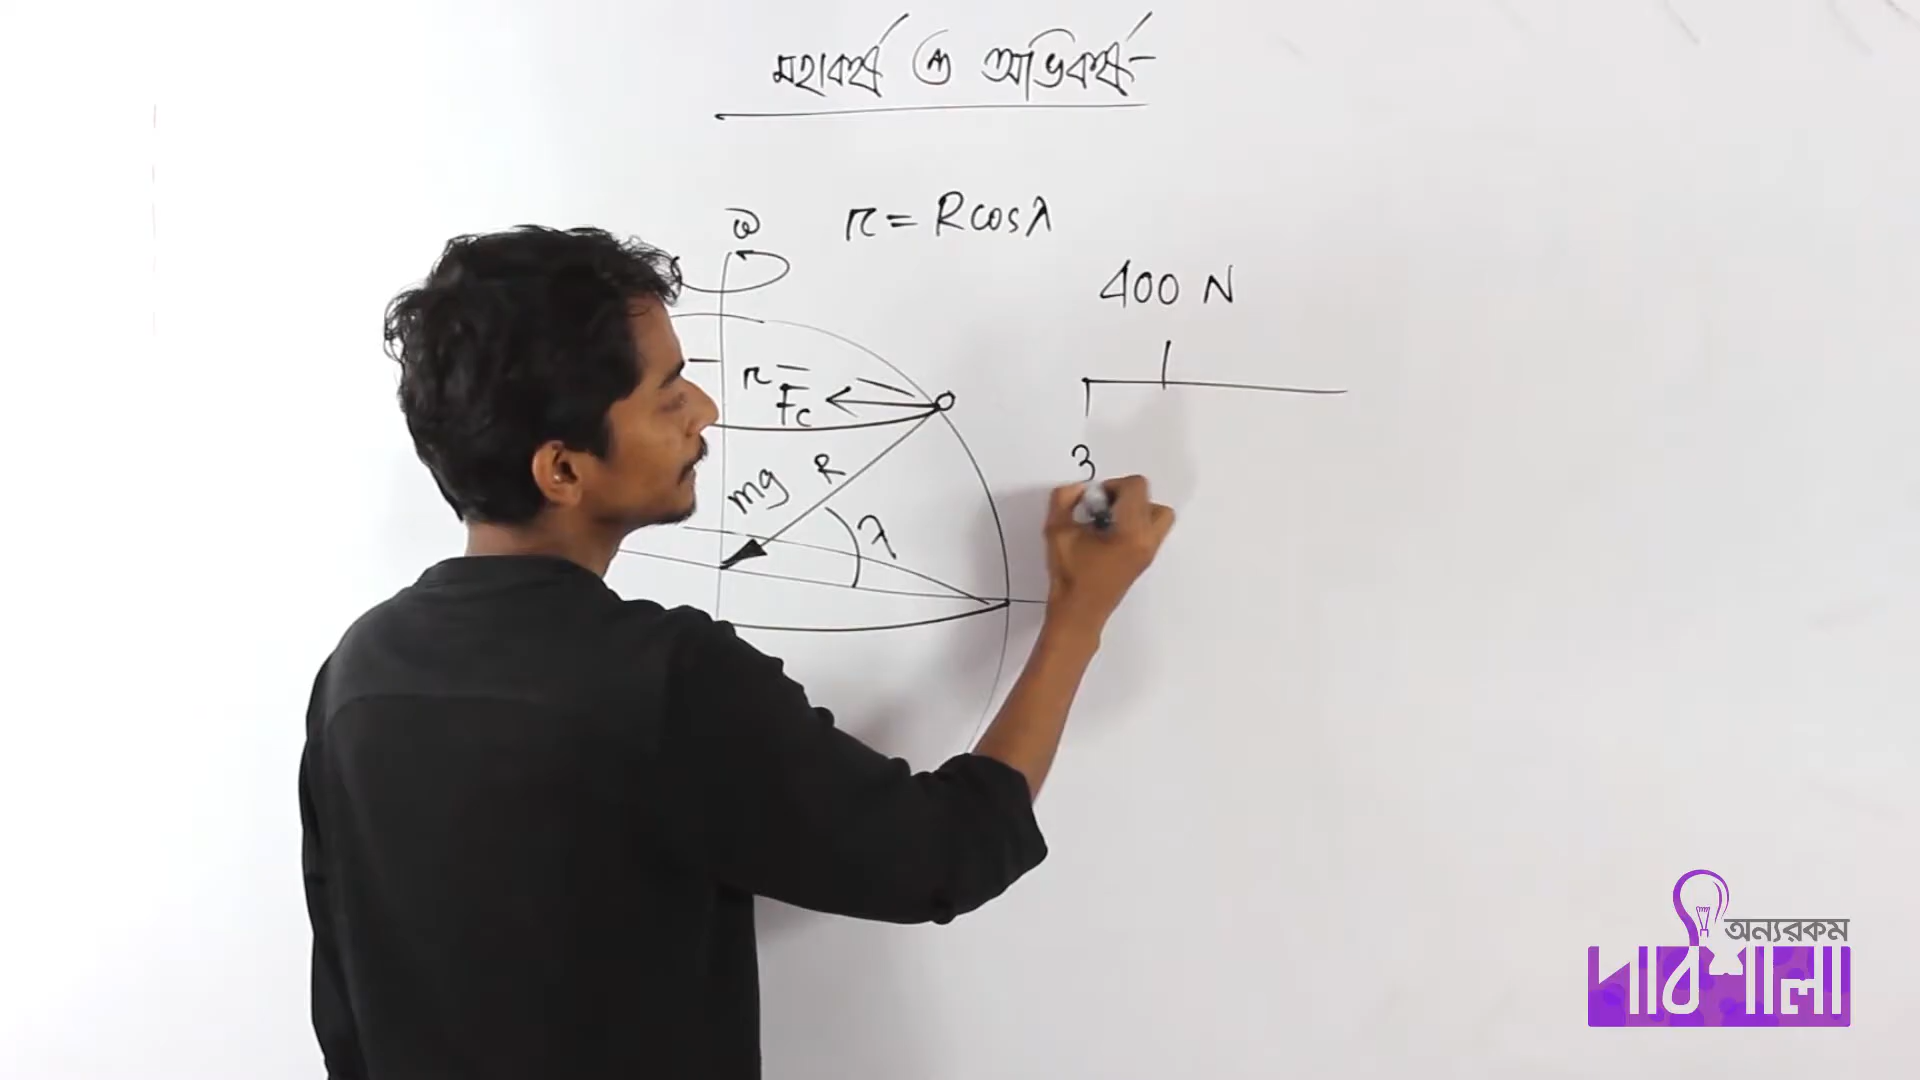 মহাকর্ষ ও অভিকর্ষ
ω
r = Rcosλ
400 N
r
Fc
3
mg
R
λ
অন্যরকম
পাঠশালা